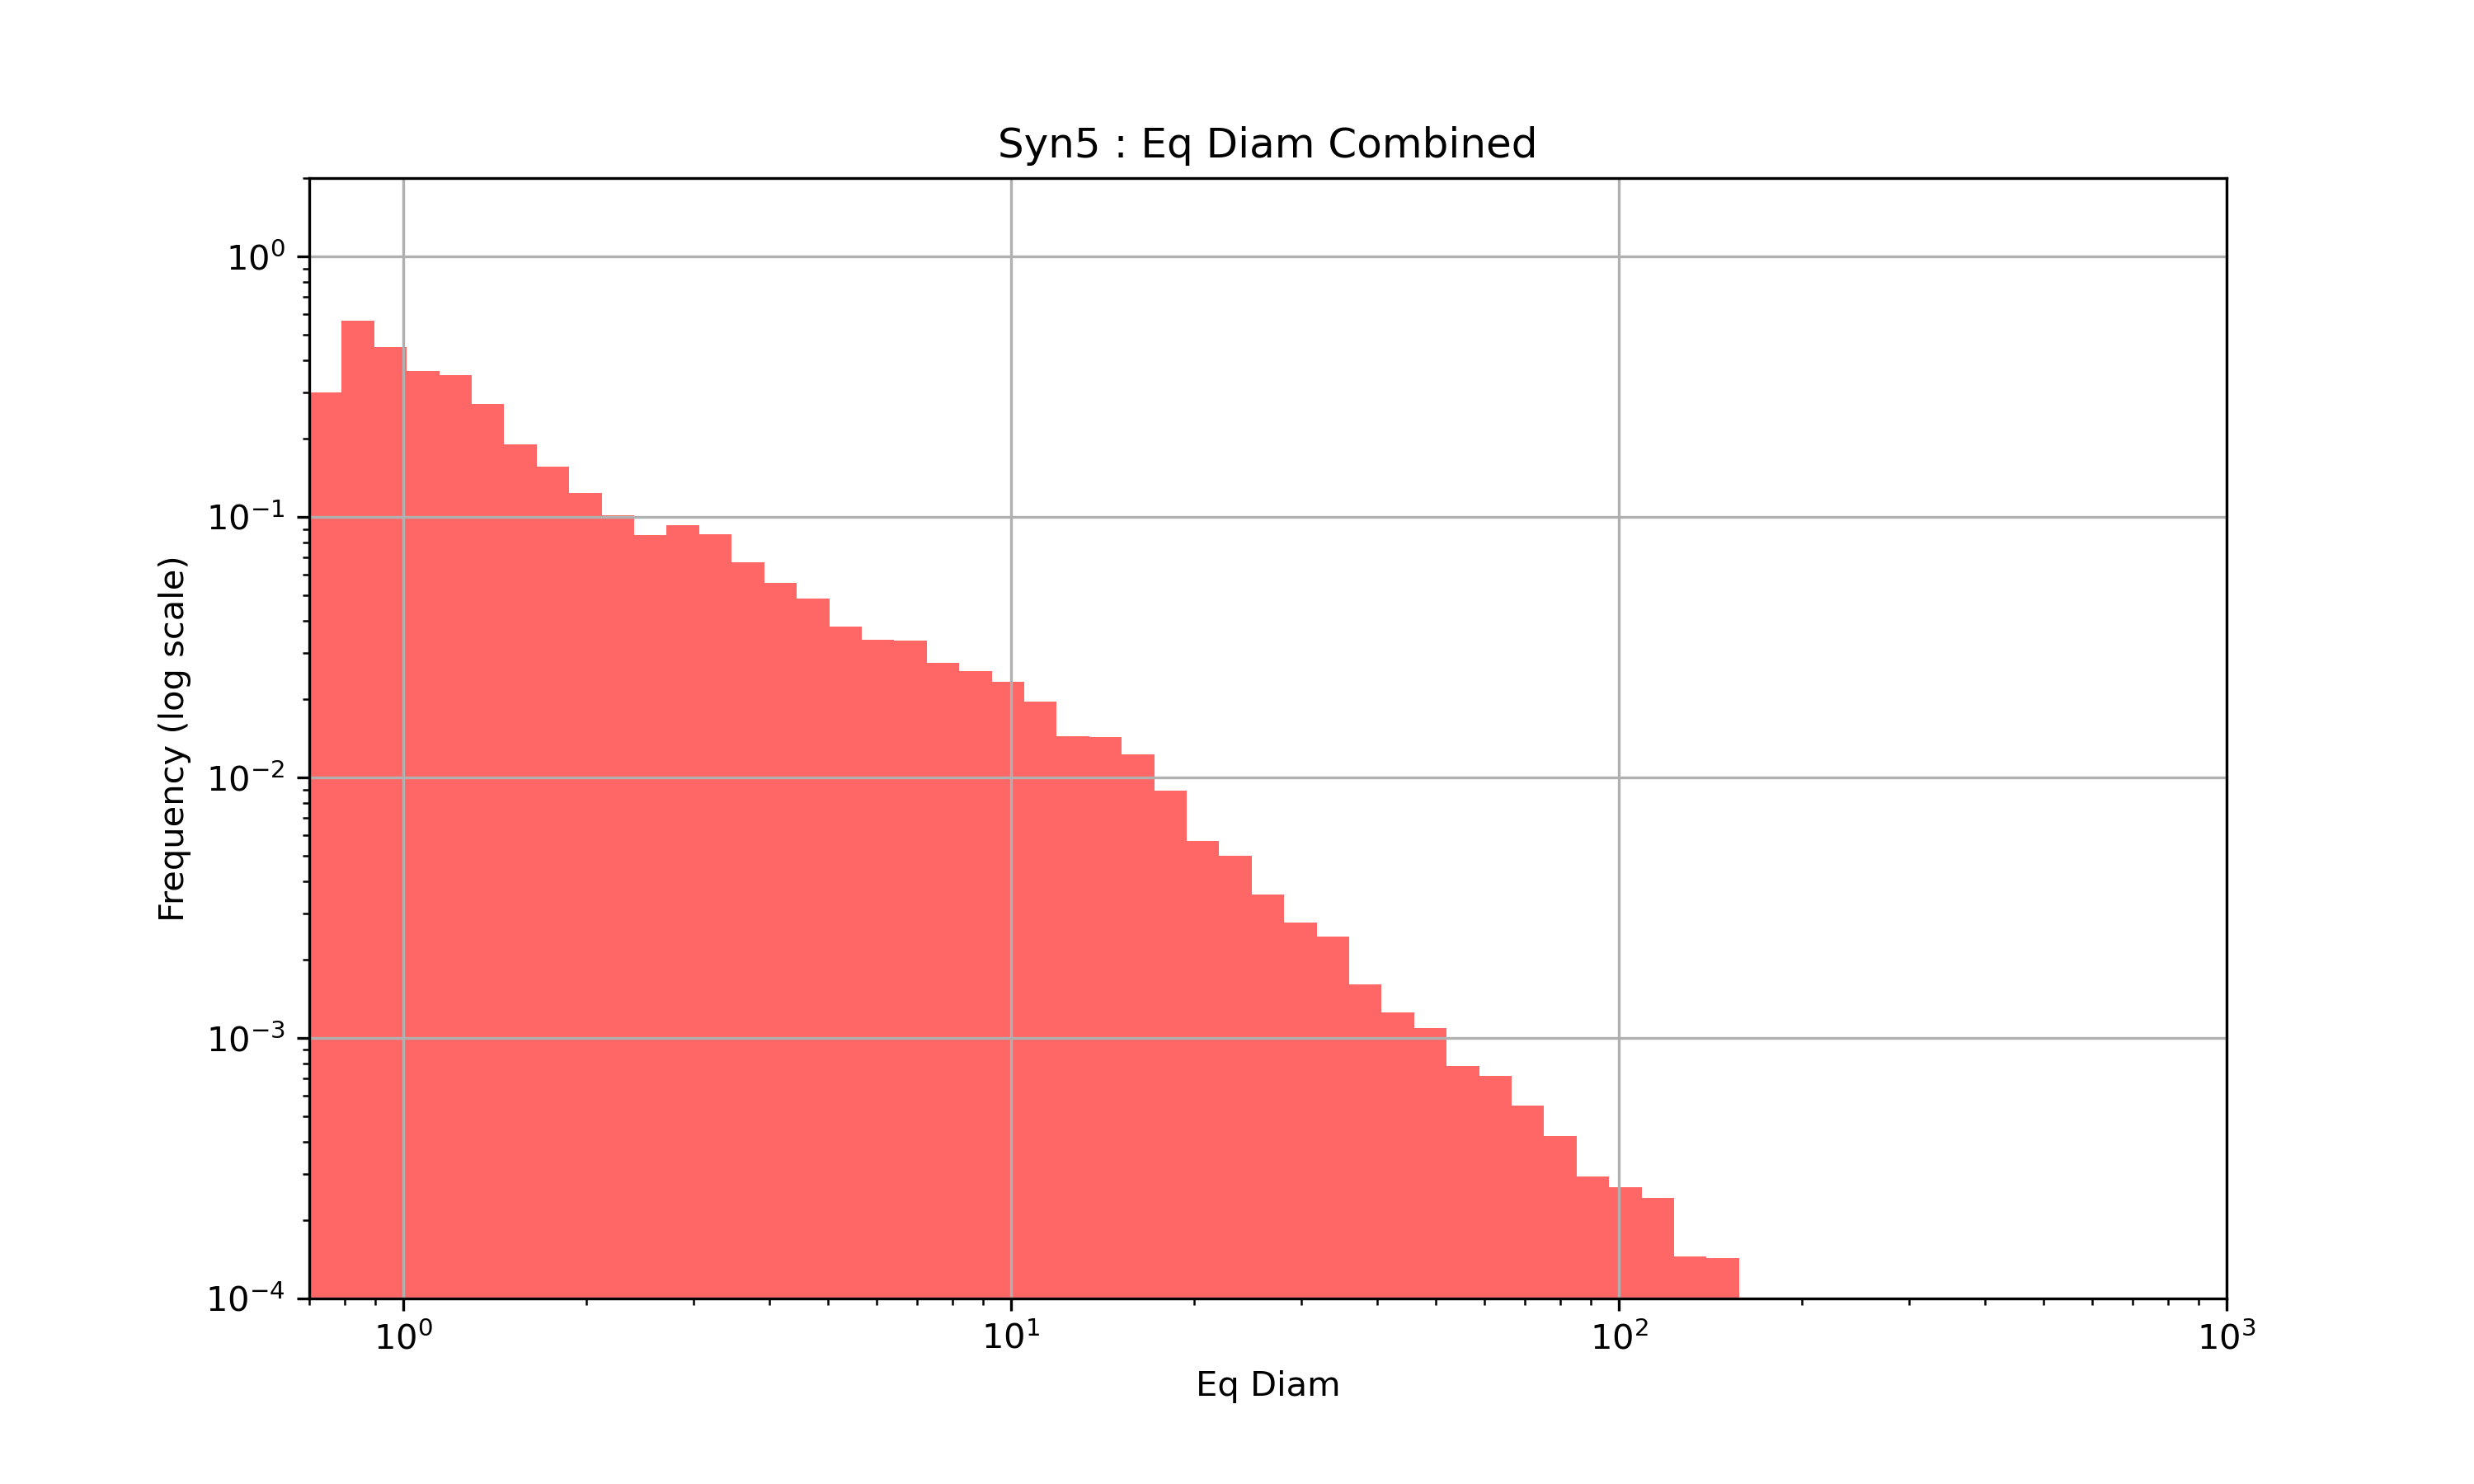 Syn5 : Eq Diam Combined
Frequency (log scale)
10⁰
10⁻¹
10⁻²
10⁻³
10⁻⁴
10⁰ 10¹ 10² 10³
Eq Diam